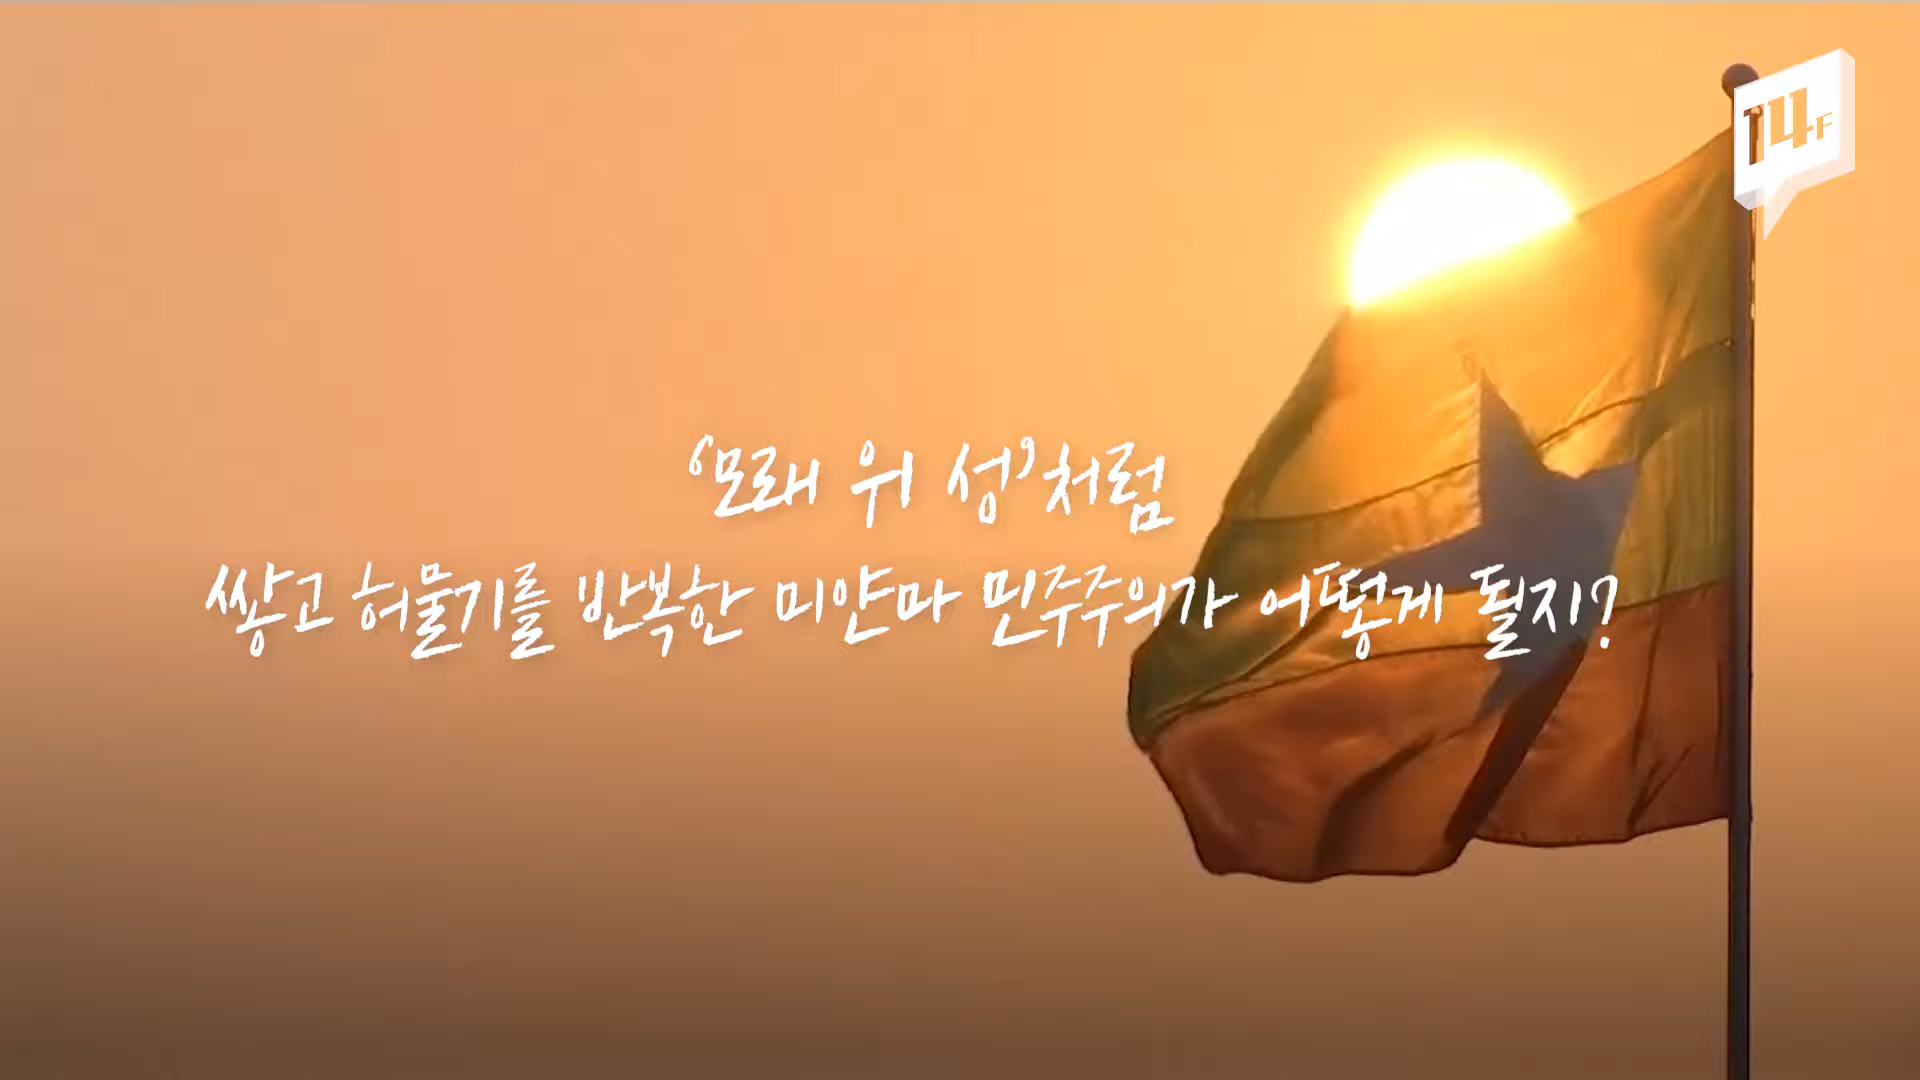 14F
‘모래 위 성’처럼
쌓고 허물기를 반복한 미얀마 민주주의가 어떻게 될지?